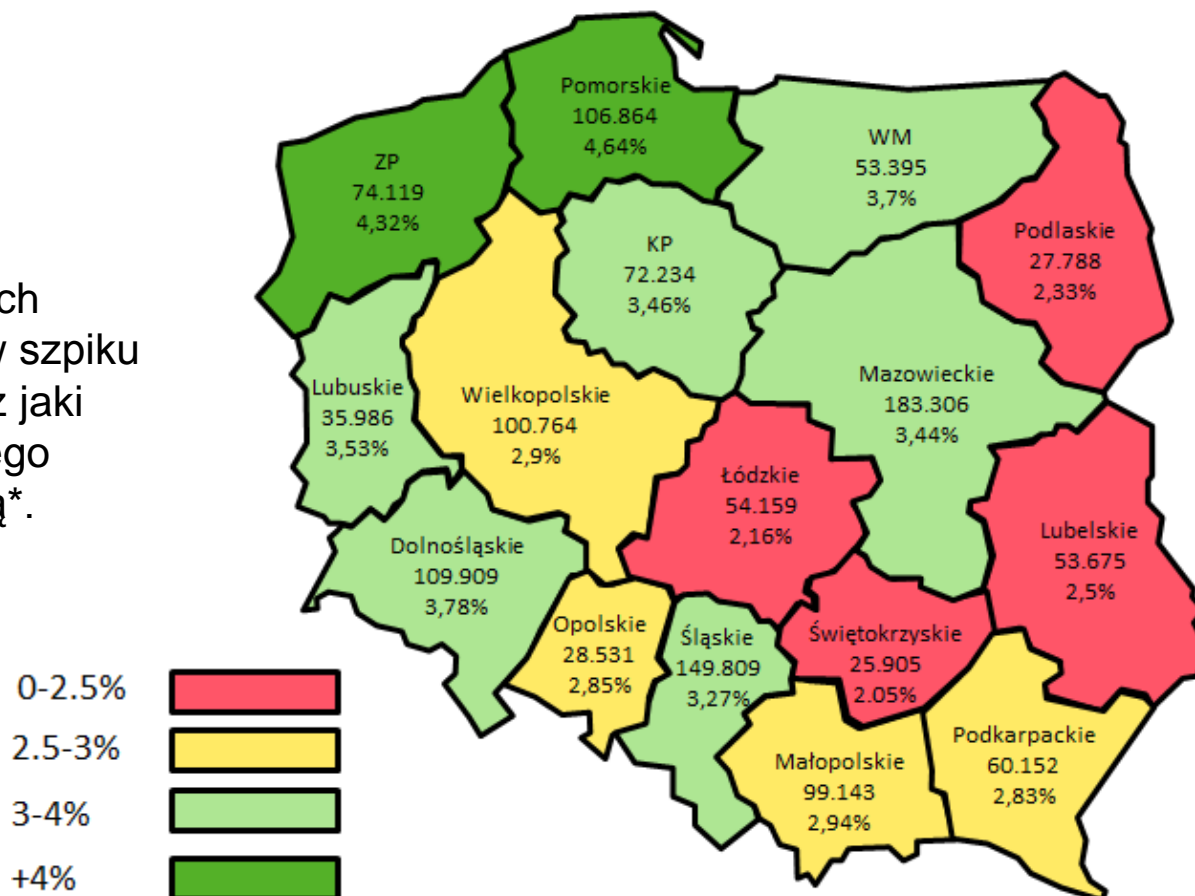 Pomorskie
106.864
4,64%
ZP
74.119
4,32%
WM
53.395
3,7%
Podlaskie
27.788
2,33%
KP
72.234
3,46%
ch
szpiku
z jaki
ego
ą*.
Lubuskie
35.986
3,53%
Wielkopolskie
100.764
2,9%
Mazowieckie
183.306
3,44%
Łódzkie
54.159
2,16%
Lubelskie
53.675
2,5%
Dolnośląskie
109.909
3,78%
Opolskie
28.531
2,85%
Śląskie
149.809
3,27%
Świętokrzyskie
25.905
2.05%
Małopolskie
99.143
2,94%
Podkarpackie
60.152
2,83%
0-2.5%
2.5-3%
3-4%
+4%